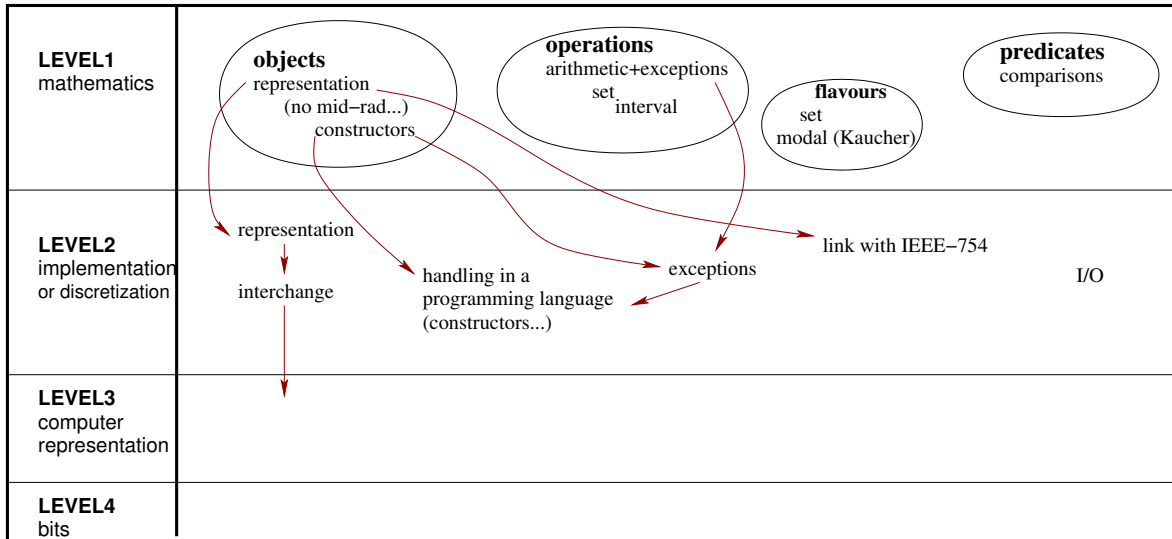 LEVEL1
mathematics
objects
representation
(no mid−rad...)
constructors
operations
arithmetic+exceptions
set
interval
flavours
set
modal (Kaucher)
predicates
comparisons
LEVEL2
implementation
or discretization
representation
interchange
handling in a
programming language
(constructors...)
exceptions
link with IEEE−754
I/O
LEVEL3
computer
representation
LEVEL4
bits